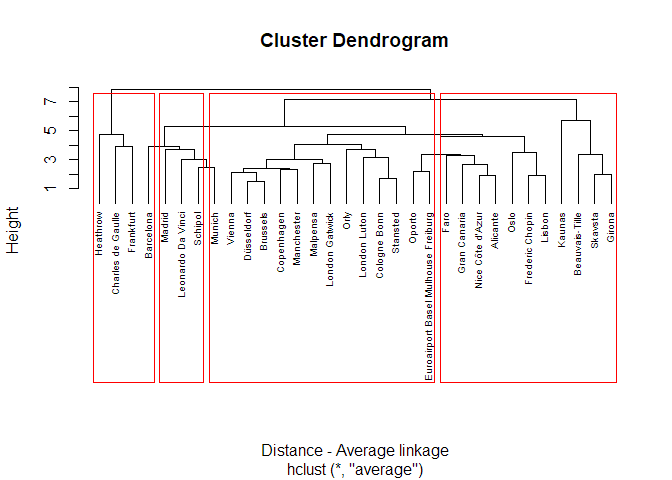 Cluster Dendrogram
Height
7
5
3
1
Heathrow
Charles de Gaulle
Frankfurt
Barcelona
Madrid
Leonardo Da Vinci
Schipol
Munich
Vienna
Düsseldorf
Brussels
Copenhagen
Manchester
Malpensa
London Gatwick
Orly
London Luton
Cologne Bonn
Stansted
Oporto
Euroairport Basel Mulhouse Freiburg
Faro
Gran Canaria
Nice Côte d'Azur
Alicante
Oslo
Frederic Chopin
Lisbon
Kaunas
Beauvais-Tille
Skavsta
Girona
Distance - Average linkage
hclust (*, "average")